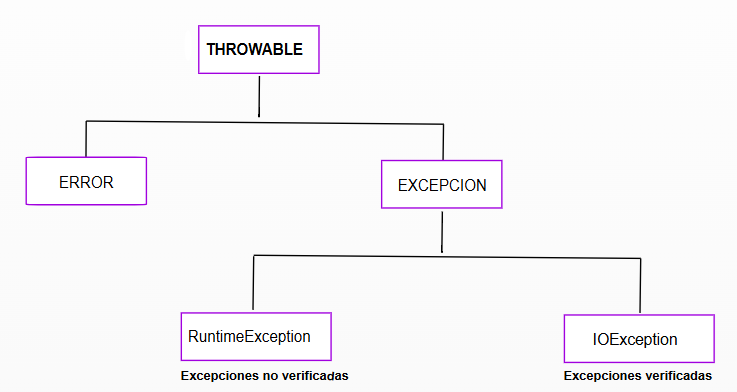 THROWABLE
ERROR
EXCEPCION
RuntimeException
IOException
Excepciones no verificadas
Excepciones verificadas